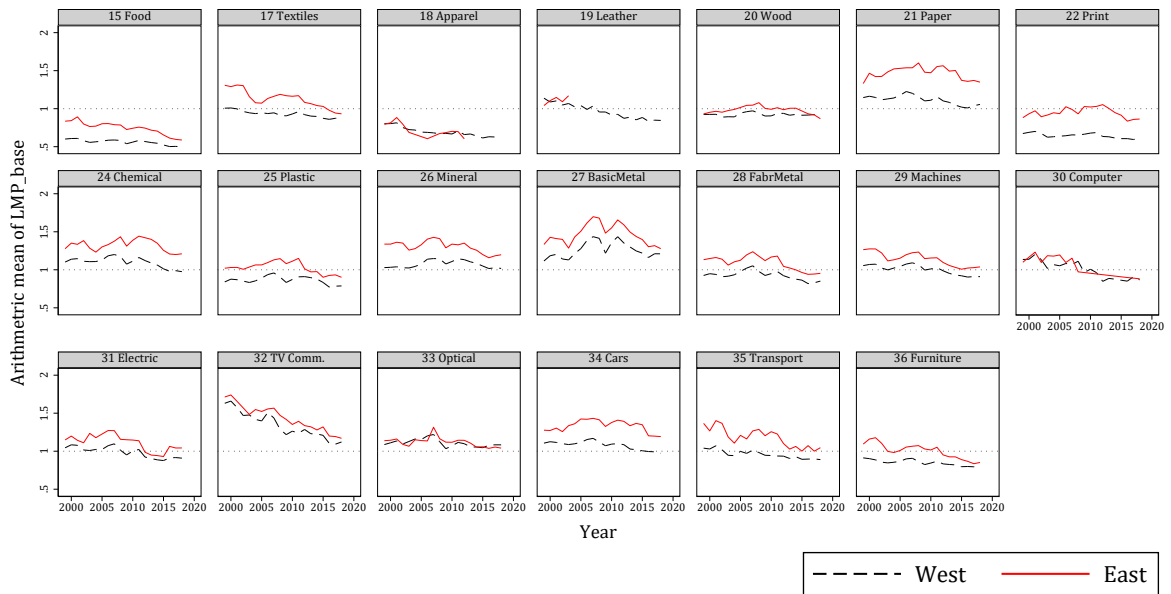 15 Food
17 Textiles
18 Apparel
19 Leather
20 Wood
21 Paper
22 Print
.5 1 1.5 2
24 Chemical
25 Plastic
26 Mineral
27 BasicMetal
28 FabrMetal
29 Machines
30 Computer
.5 1 1.5 2
2000 2005 2010 2015 2020
31 Electric
32 TV Comm.
33 Optical
34 Cars
35 Transport
36 Furniture
.5 1 1.5 2
2000 2005 2010 2015 2020
2000 2005 2010 2015 2020
2000 2005 2010 2015 2020
2000 2005 2010 2015 2020
2000 2005 2010 2015 2020
2000 2005 2010 2015 2020
Arithmetric mean of LMP_base
Year
West
East